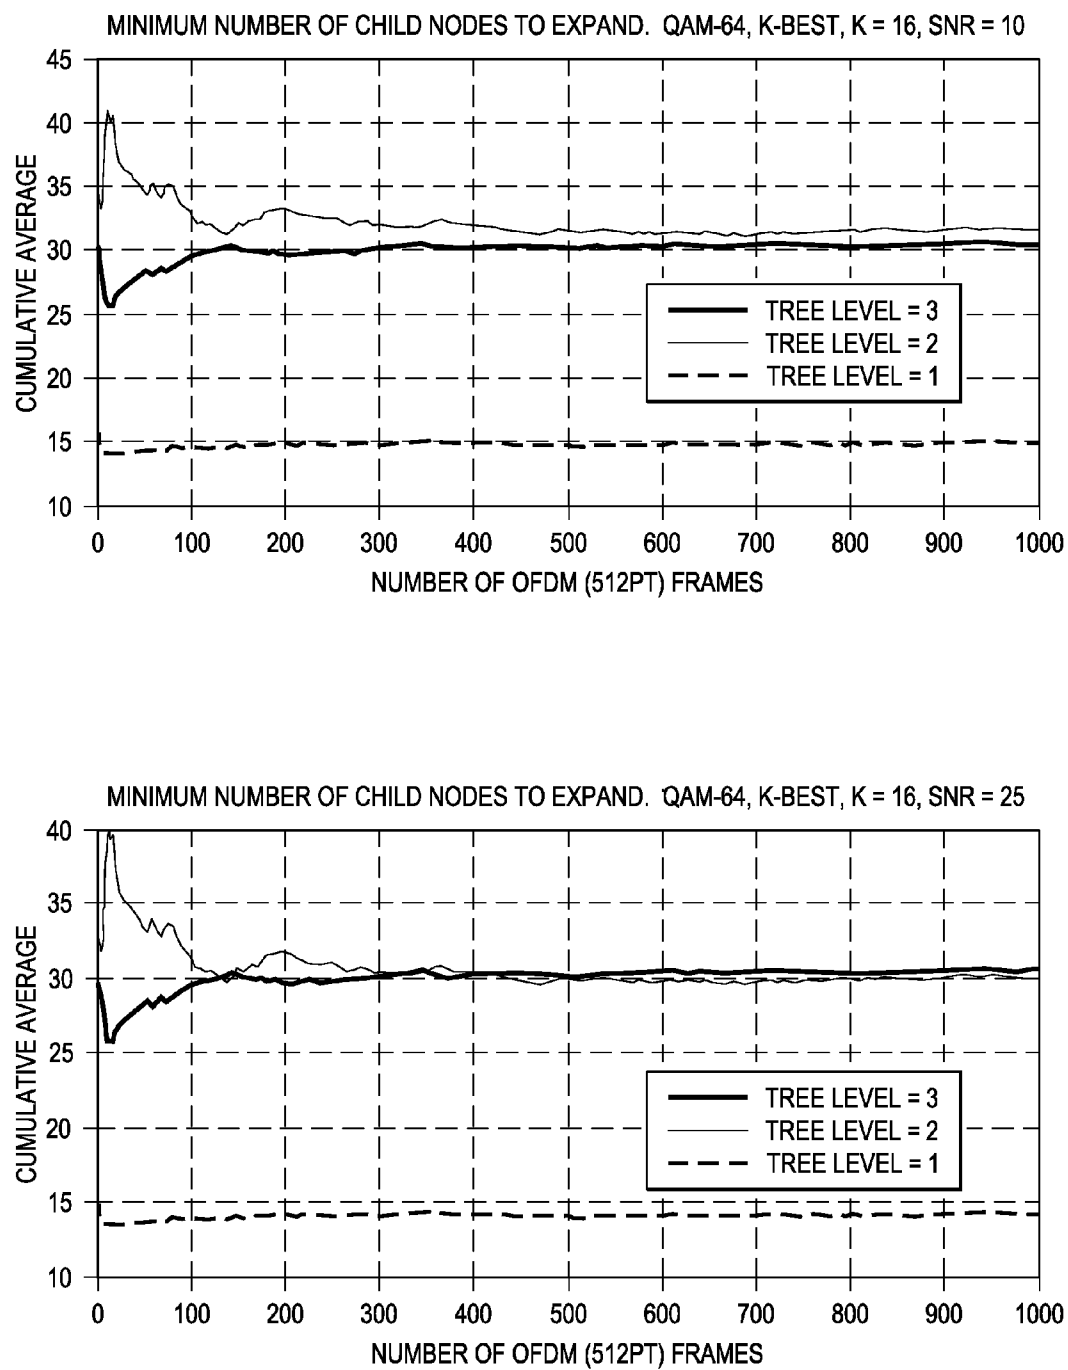 MINIMUM NUMBER OF CHILD NODES TO EXPAND. QAM-64, K-BEST, K = 16, SNR = 10
45
40
35
30
25
20
15
10
CUMULATIVE AVERAGE
TREE LEVEL = 3
TREE LEVEL = 2
TREE LEVEL = 1
0 100 200 300 400 500 600 700 800 900 1000
NUMBER OF OFDM (512PT) FRAMES
MINIMUM NUMBER OF CHILD NODES TO EXPAND. QAM-64, K-BEST, K = 16, SNR = 25
40
35
30
25
20
15
10
CUMULATIVE AVERAGE
TREE LEVEL = 3
TREE LEVEL = 2
TREE LEVEL = 1
0 100 200 300 400 500 600 700 800 900 1000
NUMBER OF OFDM (512PT) FRAMES